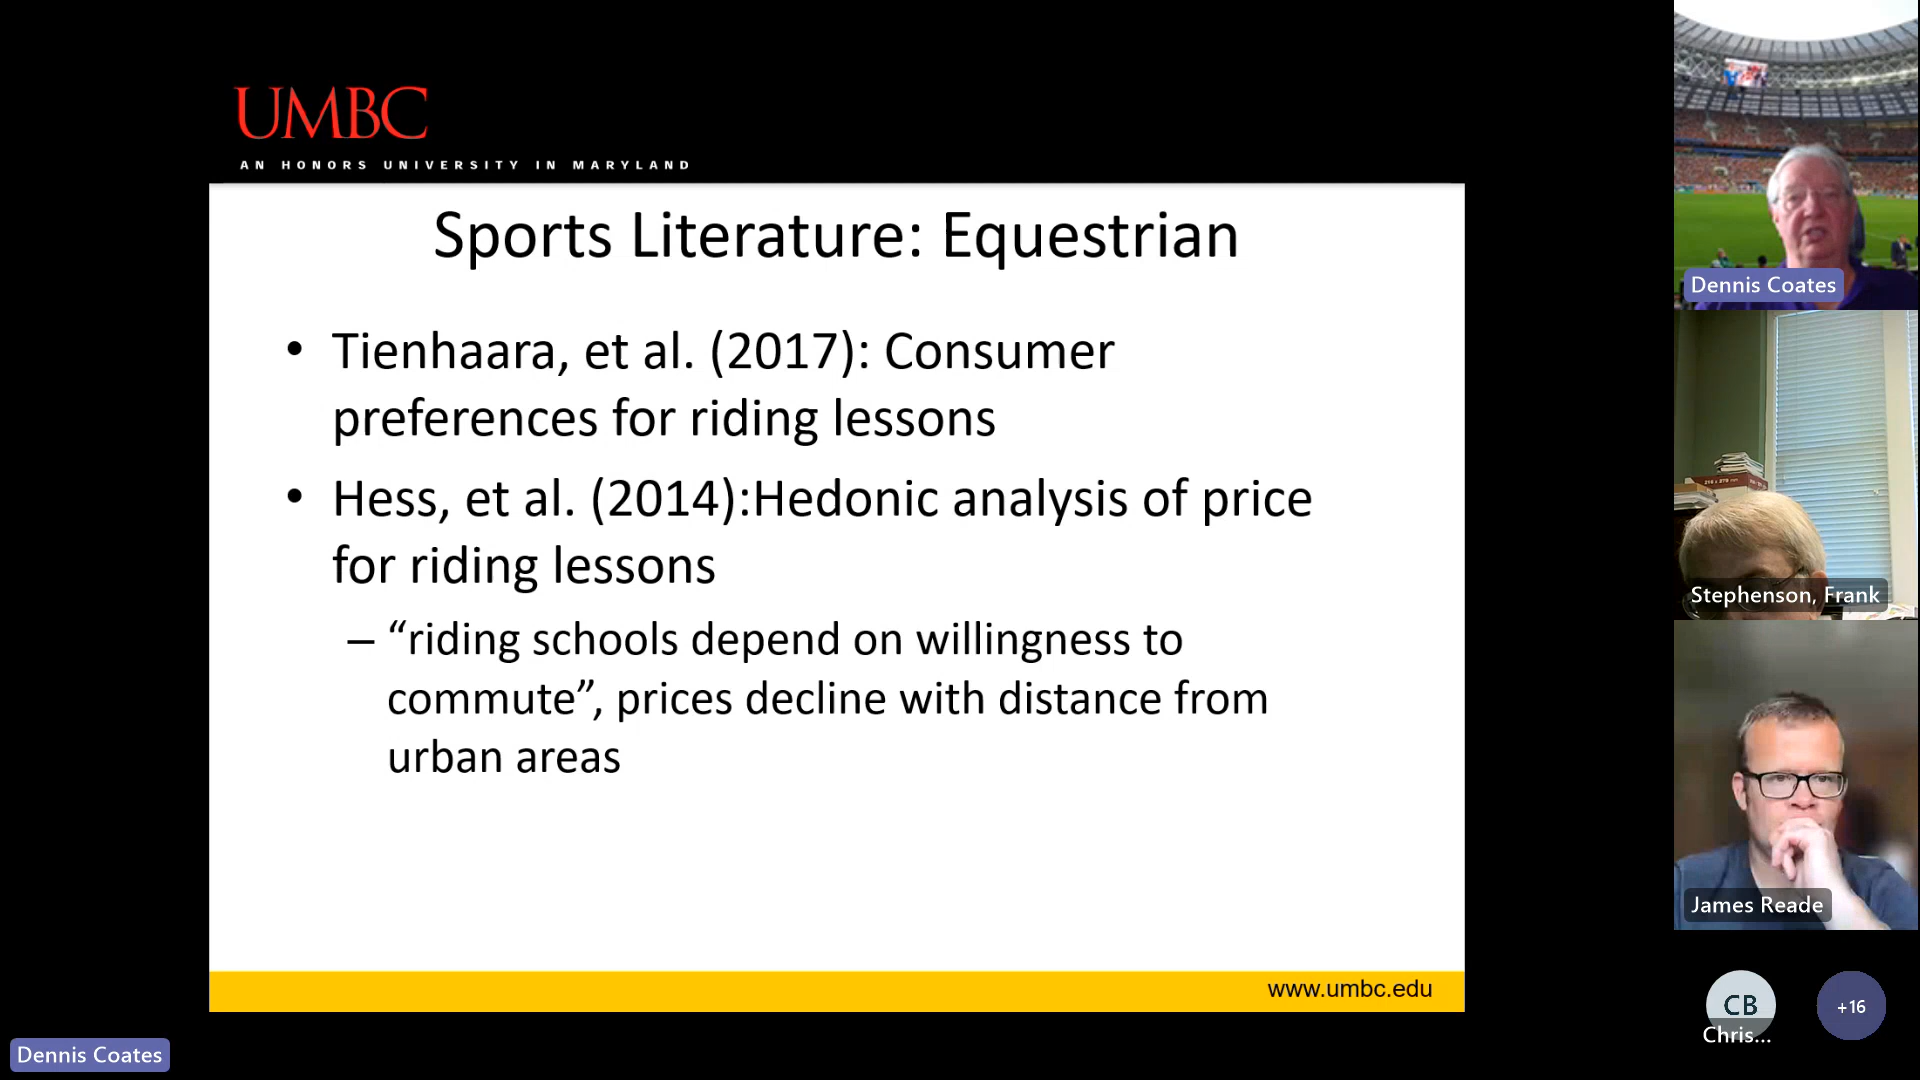 UMBC
AN HONORS UNIVERSITY IN MARYLAND
Sports Literature: Equestrian
• Tienhaara, et al. (2017): Consumer
preferences for riding lessons
• Hess, et al. (2014):Hedonic analysis of price
for riding lessons
– “riding schools depend on willingness to
commute”, prices decline with distance from
urban areas
www.umbc.edu
Dennis Coates
Dennis Coates
Stephenson, Frank
James Reade
CB
Chris...
+16